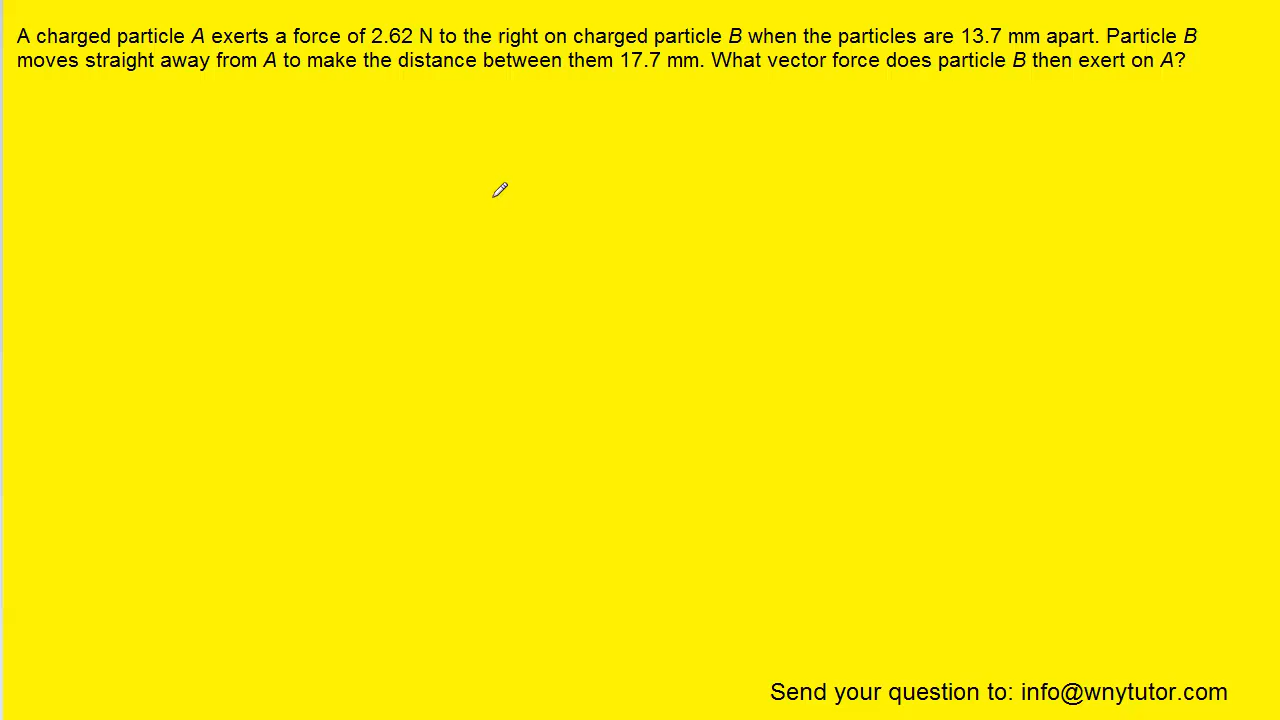 A charged particle A exerts a force of 2.62 N to the right on charged particle B when the particles are 13.7 mm apart. Particle B
moves straight away from A to make the distance between them 17.7 mm. What vector force does particle B then exert on A?
Send your question to: info@wnytutor.com